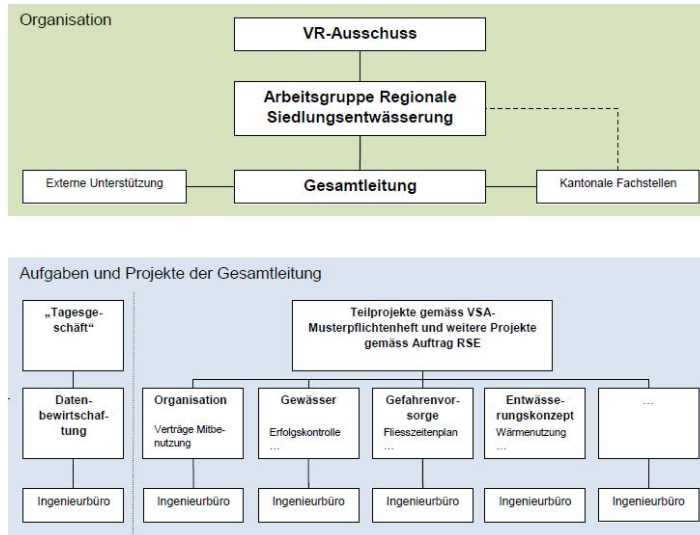 Organisation
VR-Ausschuss
Arbeitsgruppe Regionale
Siedlungsentwässerung
Externe Unterstützung
Gesamtleitung
Kantonale Fachstellen
Aufgaben und Projekte der Gesamtleitung
„Tagesge-
schäft“
Teilprojekte gemäss VSA-
Musterpflichtenheft und weitere Projekte
gemäss Auftrag RSE
Daten-
bewirtschaf-
tung
Organisation
Verträge Mitbe-
nutzung
Gewässer
Erfolgskontrolle
...
Gefahrenvor-
sorge
Fliesszeitenplan
...
Entwässe-
rungskonzept
Wärmenutzung
...
...
Ingenieurbüro
Ingenieurbüro
Ingenieurbüro
Ingenieurbüro
Ingenieurbüro
Ingenieurbüro